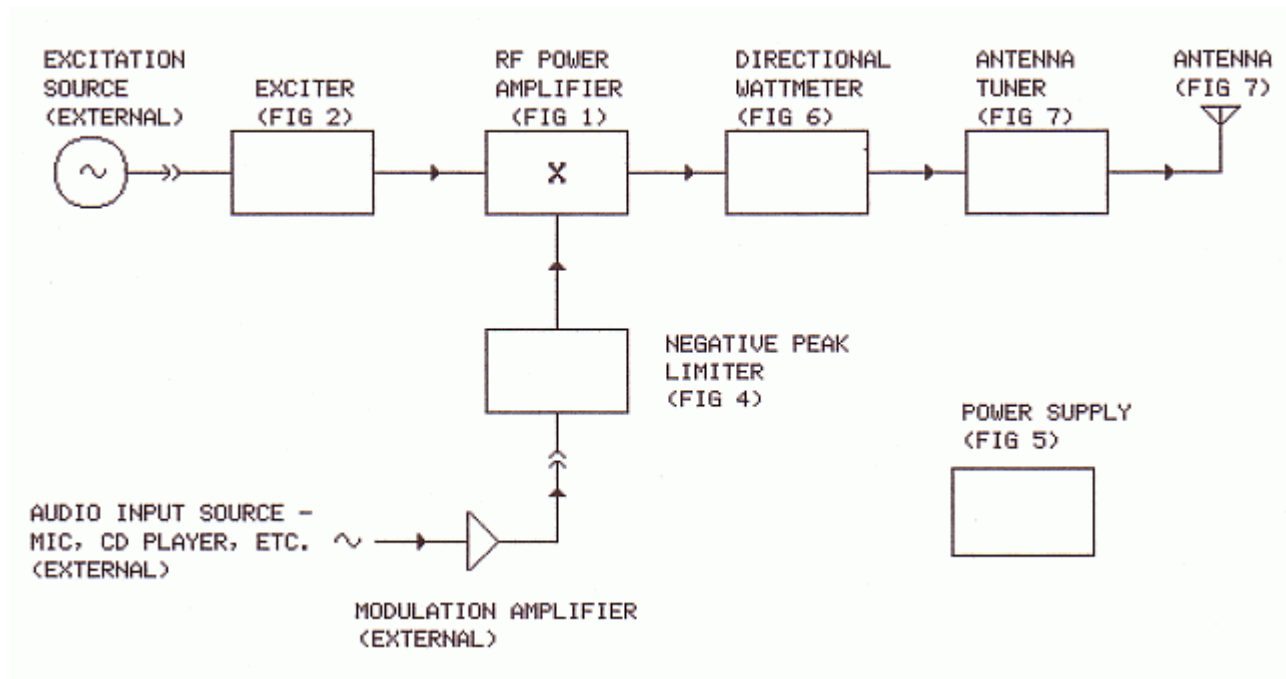 EXCITATION
SOURCE
(EXTERNAL)
EXCITER
(FIG 2)
RF POWER
AMPLIFIER
(FIG 1)
X
DIRECTIONAL
WATTMETER
(FIG 6)
ANTENNA
TUNER
(FIG 7)
ANTENNA
(FIG 7)
NEGATIVE PEAK
LIMITER
(FIG 4)
POWER SUPPLY
(FIG 5)
AUDIO INPUT SOURCE -
MIC, CD PLAYER, ETC.
(EXTERNAL)
MODULATION AMPLIFIER
(EXTERNAL)